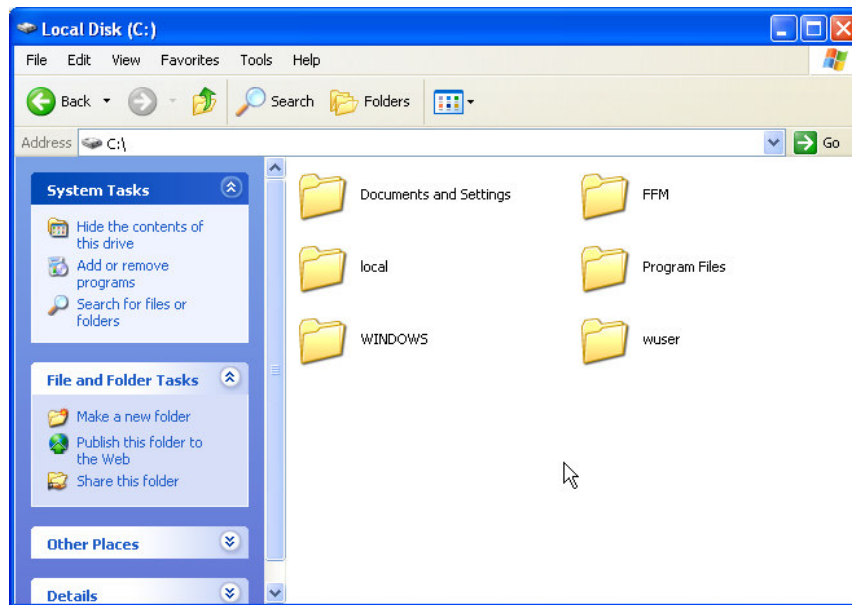 Local Disk (C:)
File Edit View Favorites Tools Help
Back Search Folders
Address C:\ Go
System Tasks
Hide the contents of
this drive
Add or remove
programs
Search for files or
folders
File and Folder Tasks
Make a new folder
Publish this folder to
the Web
Share this folder
Other Places
Details
Documents and Settings
FFM
local
Program Files
WINDOWS
wuser